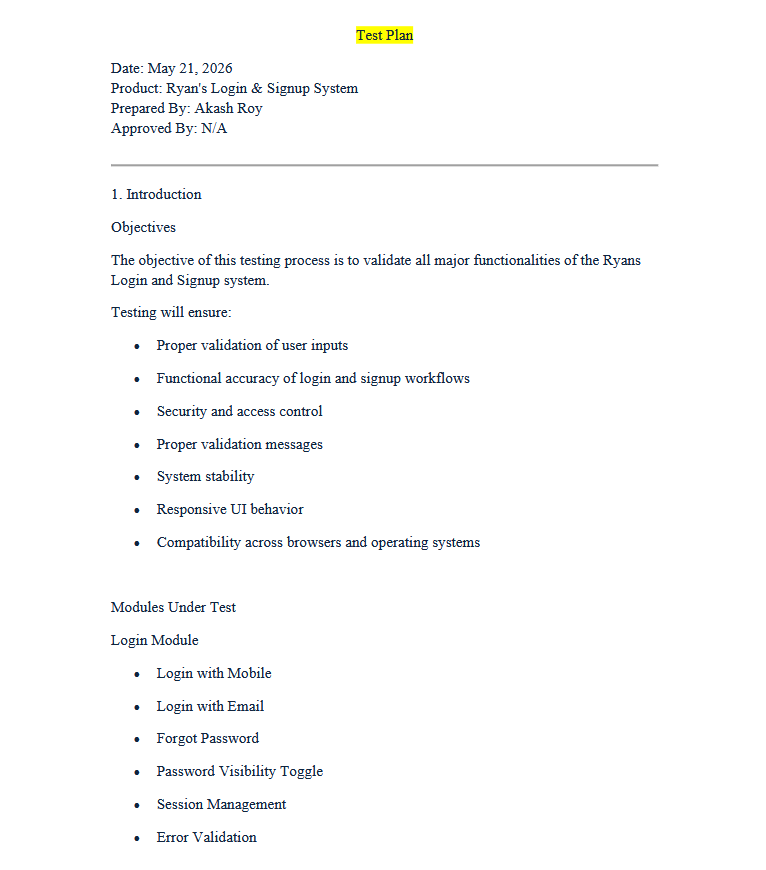 Test Plan
Date: May 21, 2026
Product: Ryan's Login & Signup System
Prepared By: Akash Roy
Approved By: N/A
1. Introduction
Objectives
The objective of this testing process is to validate all major functionalities of the Ryans
Login and Signup system.
Testing will ensure:
• Proper validation of user inputs
• Functional accuracy of login and signup workflows
• Security and access control
• Proper validation messages
• System stability
• Responsive UI behavior
• Compatibility across browsers and operating systems
Modules Under Test
Login Module
• Login with Mobile
• Login with Email
• Forgot Password
• Password Visibility Toggle
• Session Management
• Error Validation